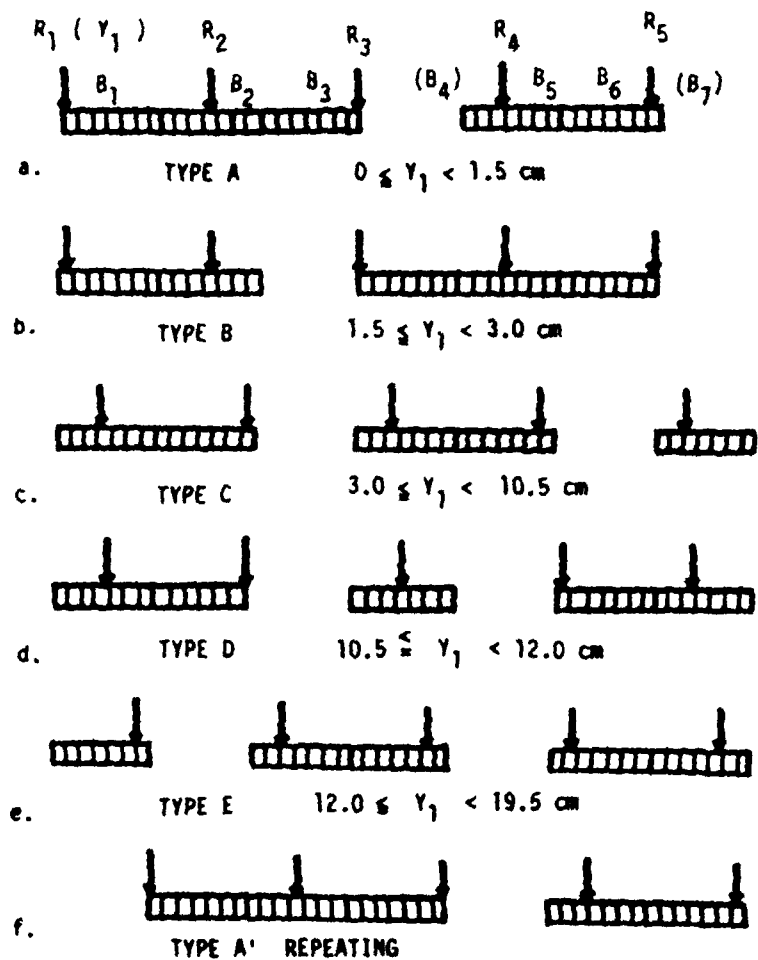 R1 ( Y1 ) R2 R3 R4 R5
B1 B2 B3 (B4) B5 B6 (B7)
a. TYPE A 0 ≦ Y1 < 1.5 cm
b. TYPE B 1.5 ≦ Y1 < 3.0 cm
c. TYPE C 3.0 ≦ Y1 < 10.5 cm
d. TYPE D 10.5 ≦ Y1 < 12.0 cm
e. TYPE E 12.0 ≦ Y1 < 19.5 cm
f. TYPE A' REPEATING